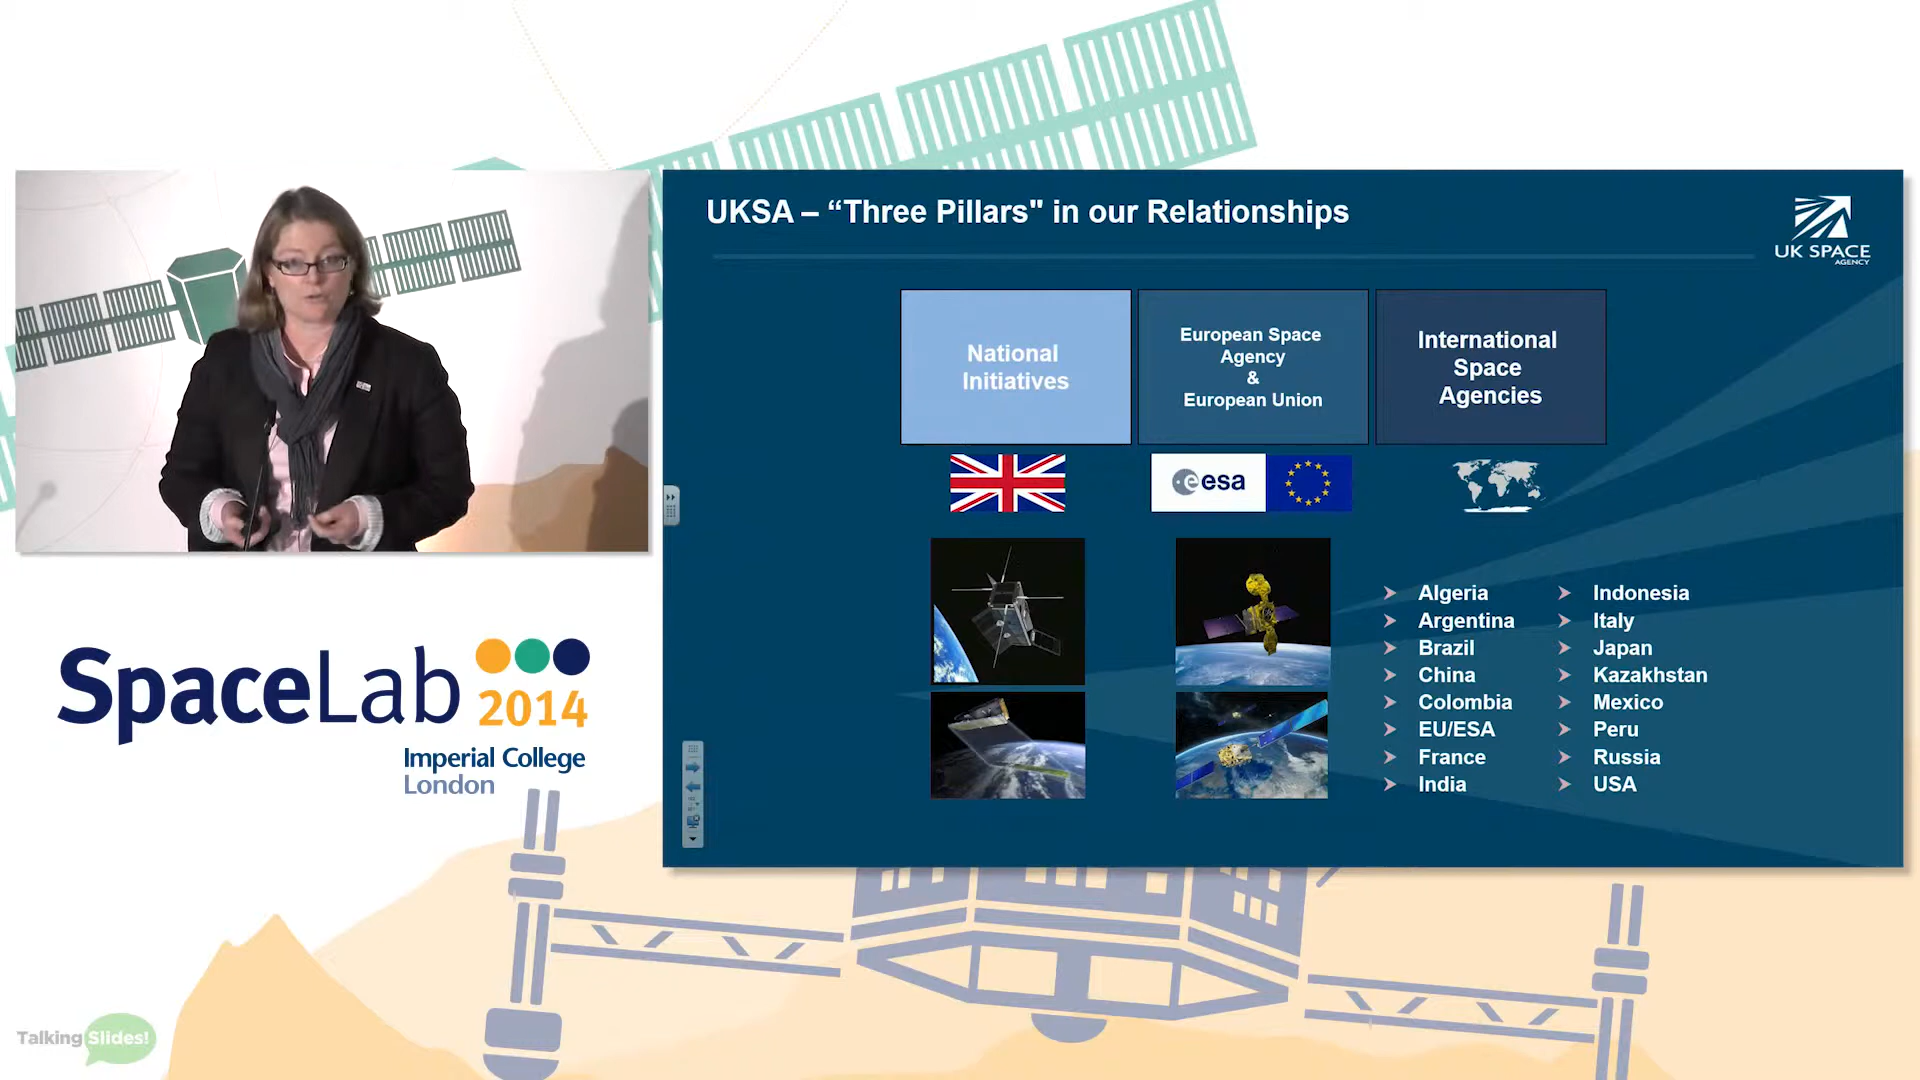 UKSA – “Three Pillars" in our Relationships
UK SPACE
AGENCY
National
Initiatives
European Space
Agency
&
European Union
International
Space
Agencies
esa
Algeria
Argentina
Brazil
China
Colombia
EU/ESA
France
India
Indonesia
Italy
Japan
Kazakhstan
Mexico
Peru
Russia
USA
SpaceLab
2014
Imperial College
London
Talking Slides!